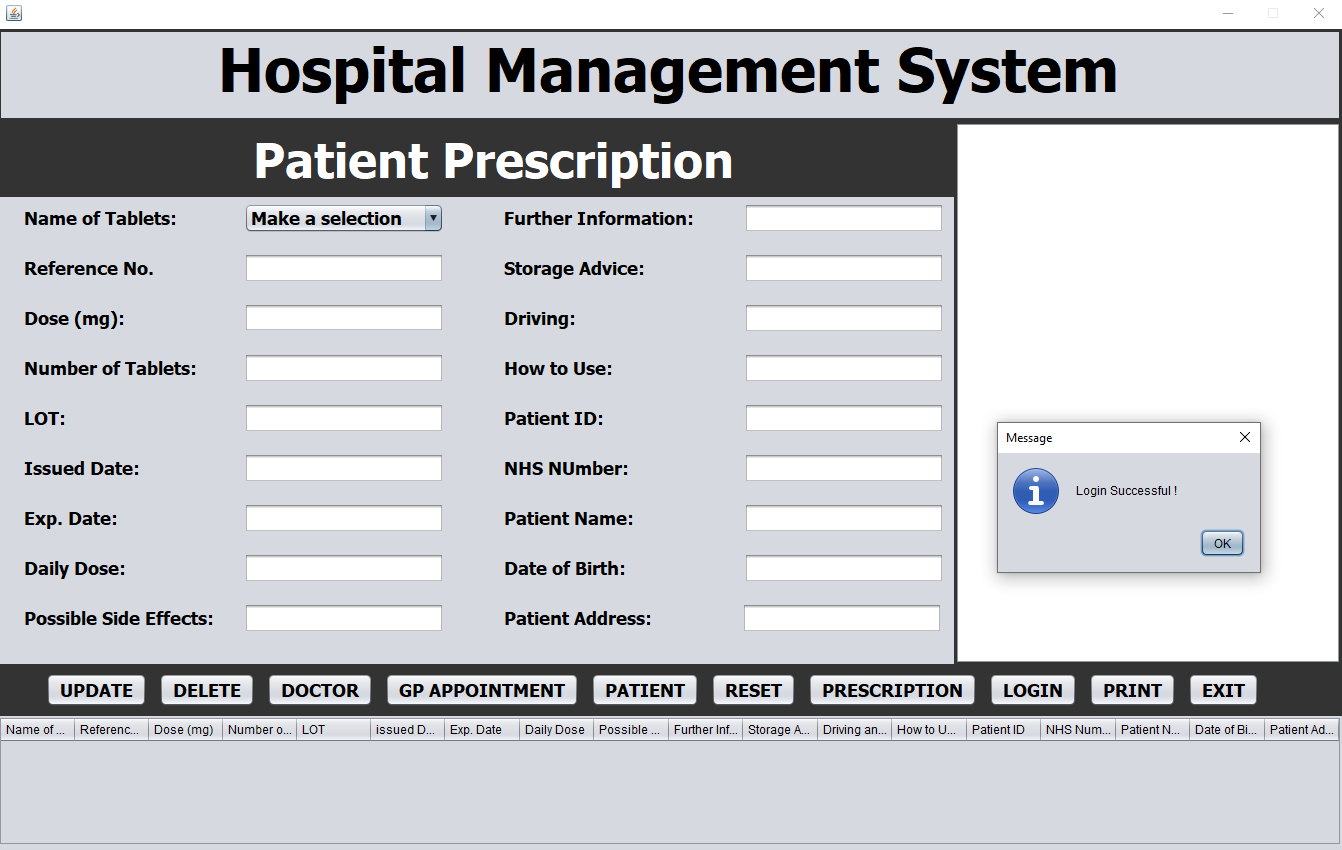 Hospital Management System
Patient Prescription
Name of Tablets: Make a selection Further Information:
Reference No. Storage Advice:
Dose (mg): Driving:
Number of Tablets: How to Use:
LOT: Patient ID:
Issued Date: NHS NUmber:
Exp. Date: Patient Name:
Daily Dose: Date of Birth:
Possible Side Effects: Patient Address:
Message
Login Successful !
OK
UPDATE DELETE DOCTOR GP APPOINTMENT PATIENT RESET PRESCRIPTION LOGIN PRINT EXIT
Name of ... Referenc... Dose (mg) Number o... LOT issued D... Exp. Date Daily Dose Possible ... Further Inf... Storage A... Driving an... How to U... Patient ID NHS Num... Patient N... Date of Bi... Patient Ad...